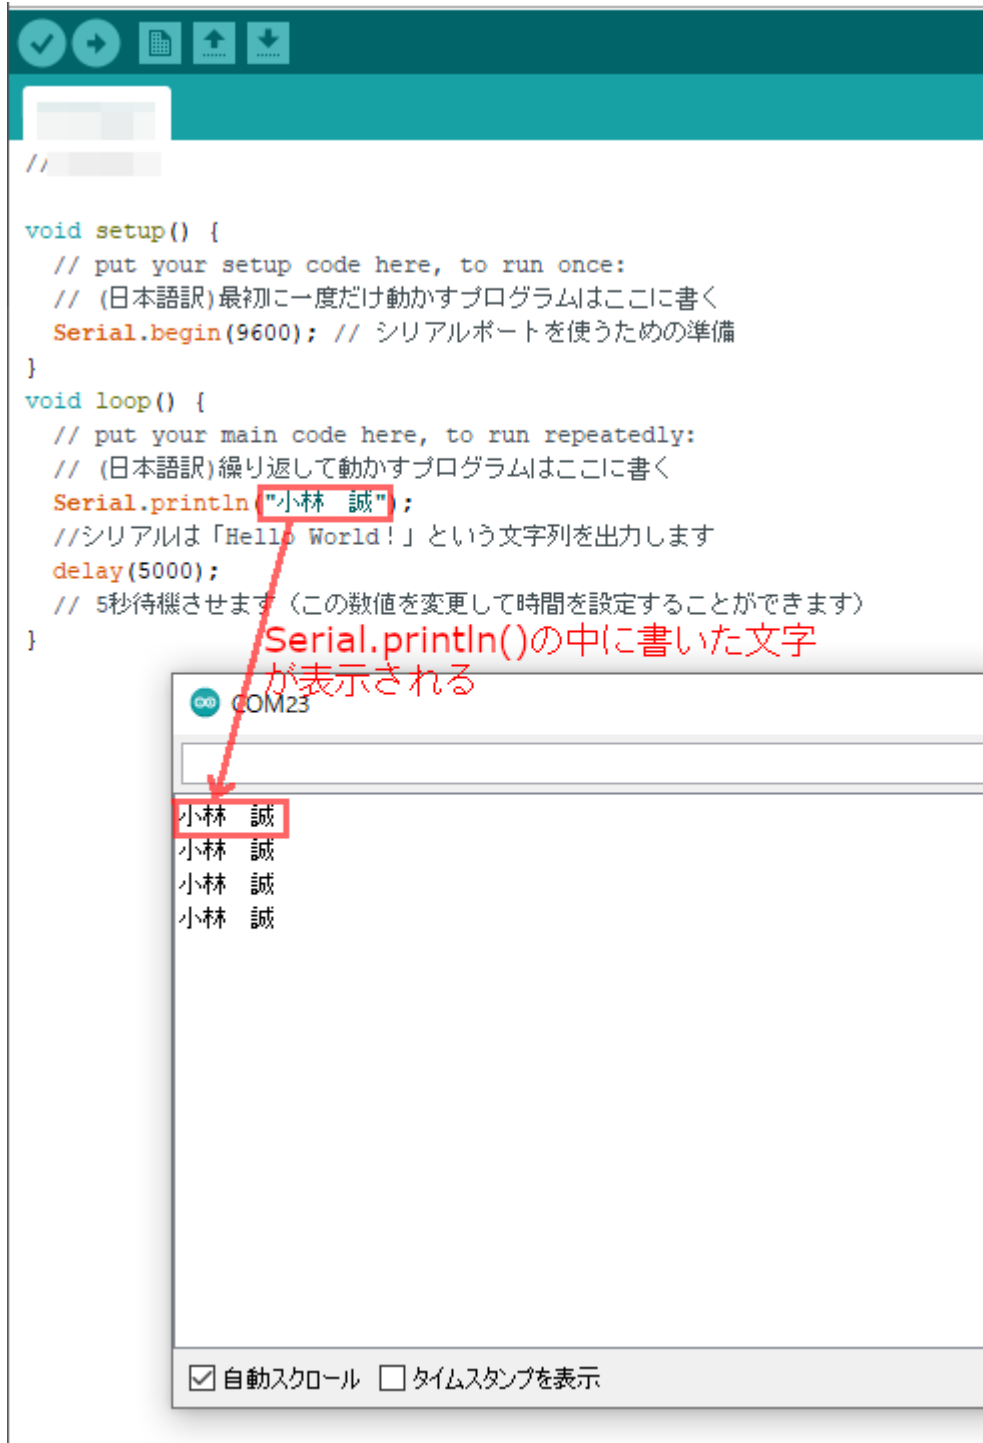 //
void setup() {
// put your setup code here, to run once:
// (日本語訳)最初に一度だけ動かすプログラムはここに書く
Serial.begin(9600); // シリアルポートを使うための準備
}
void loop() {
// put your main code here, to run repeatedly:
// (日本語訳)繰り返して動かすプログラムはここに書く
Serial.println("小林　誠");
//シリアルは「Hello World!」という文字列を出力します
delay(5000);
// 5秒待機させます（この数値を変更して時間を設定することができます）
}
Serial.println()の中に書いた文字
が表示される
COM23
小林　誠
小林　誠
小林　誠
小林　誠
自動スクロール タイムスタンプを表示